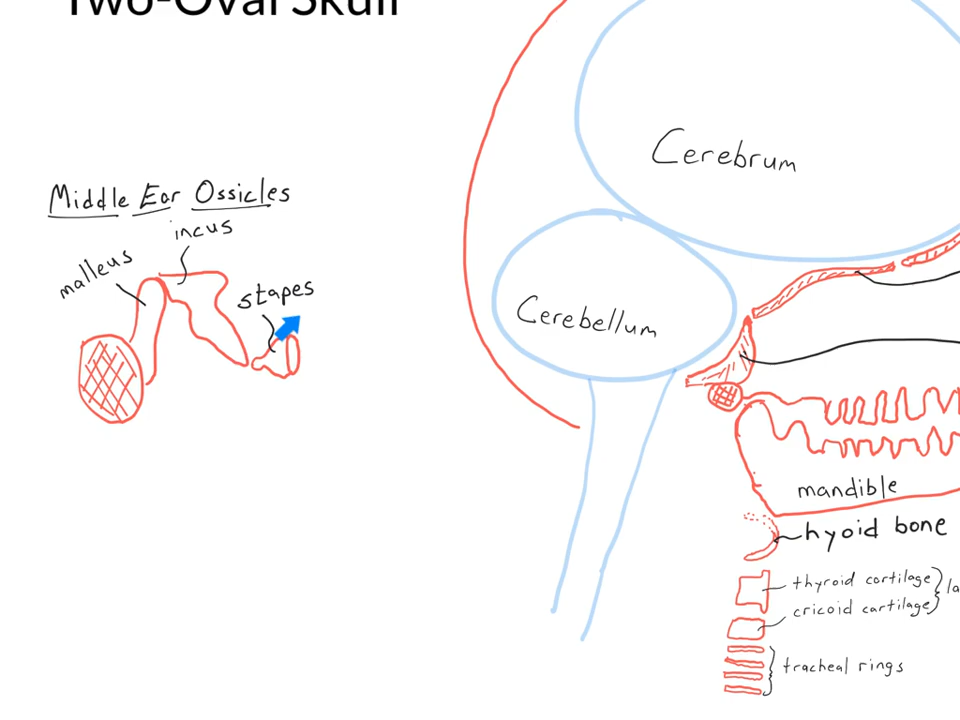 Two-Oval Skull
Cerebrum
Middle Ear Ossicles
incus
malleus
stapes
Cerebellum
mandible
hyoid bone
thyroid cartilage
cricoid cartilage
tracheal rings